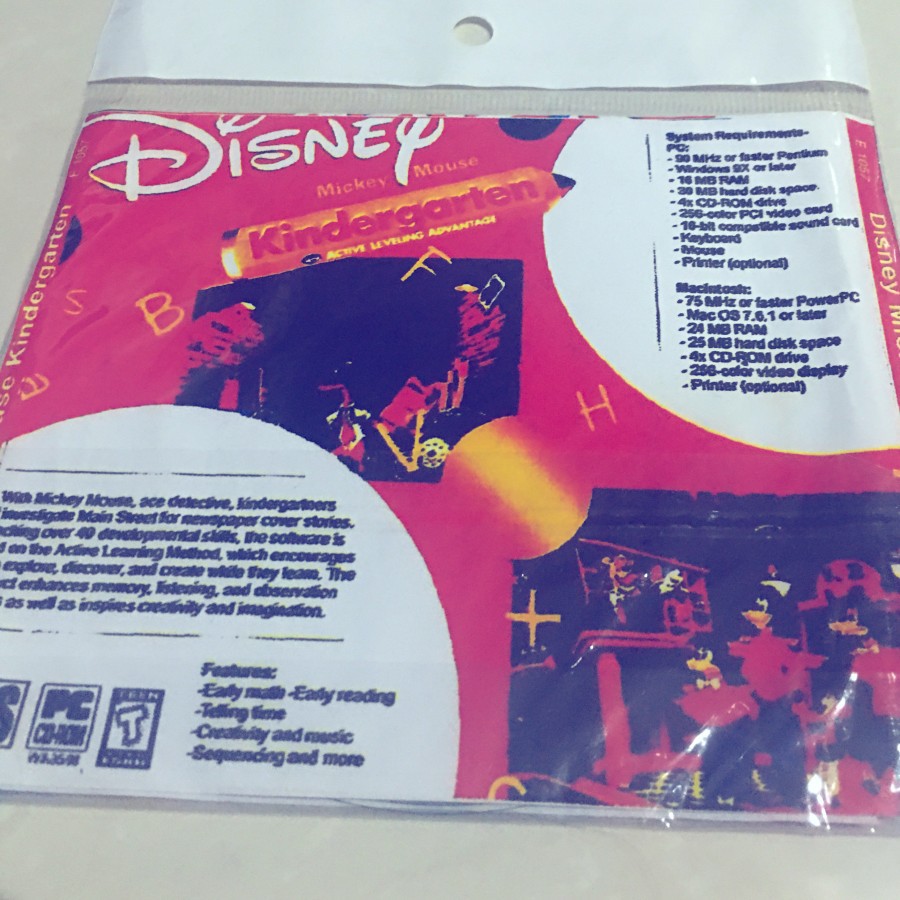 Disney
Mickey Mouse
Kindergarten
ACTIVE LEVELING ADVANTAGE
E 1057
use Kindergarten
S
B
A
V
H
+
System Requirements-
PC:
- 90 MHz or faster Pentium
- Windows 9X or later
- 16 MB RAM
- 30 MB hard disk space.
- 4x CD-ROM drive
- 256-color PCI video card
- 16-bit compatible sound card
- Keyboard
- Mouse
- Printer (optional)
Macintosh:
- 75 MHz or faster PowerPC
- Mac OS 7.6.1 or later
- 24 MB RAM
- 25 MB hard disk space
- 4x CD-ROM drive
- 256-color video display
- Printer (optional)
E 1057
Disney Mic
With Mickey Mouse, ace detective, kindergartners
investigate Main Street for newspaper cover stories.
ching over 40 developmental skills, the software is
d on the Active Learning Method, which encourages
explore, discover, and create while they learn. The
ct enhances memory, listening, and observation
s as well as inspires creativity and imagination.
Features:
-Early math -Early reading
-Telling time
-Creativity and music
-Sequencing and more
S
PC
CD-ROM
TEEN
T